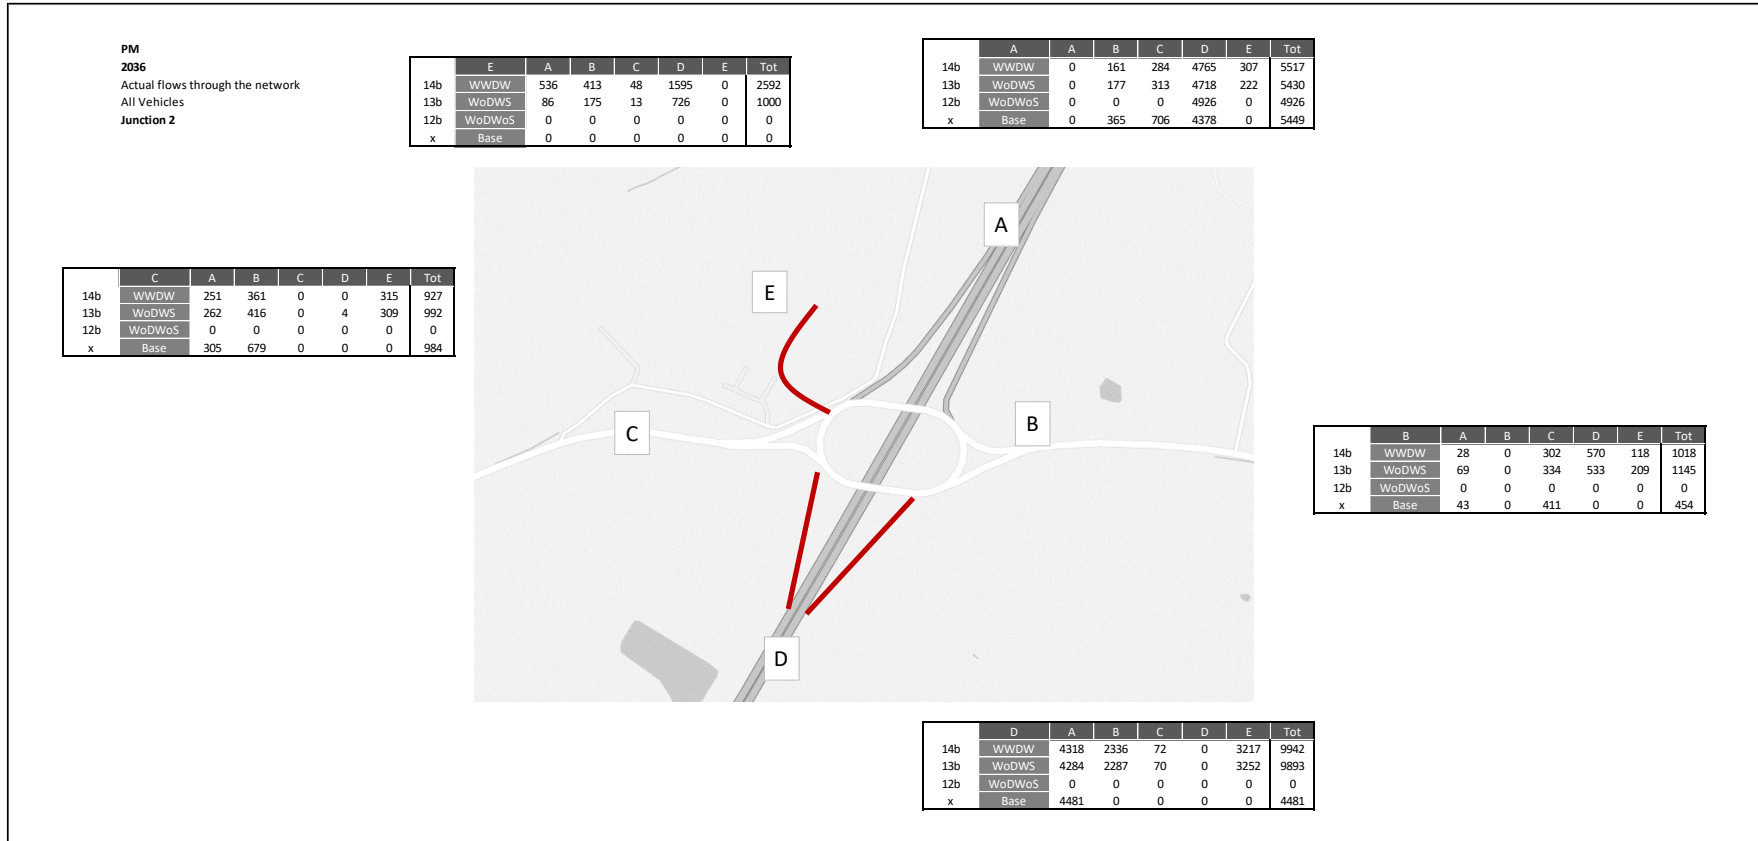 PM
2036
Actual flows through the network
All Vehicles
Junction 2
E A B C D E Tot
14b WWDW 536 413 48 1595 0 2592
13b WoDWS 86 175 13 726 0 1000
12b WoDWoS 0 0 0 0 0 0
x Base 0 0 0 0 0 0
A A B C D E Tot
14b WWDW 0 161 284 4765 307 5517
13b WoDWS 0 177 313 4718 222 5430
12b WoDWoS 0 0 0 4926 0 4926
x Base 0 365 706 4378 0 5449
C A B C D E Tot
14b WWDW 251 361 0 0 315 927
13b WoDWS 262 416 0 4 309 992
12b WoDWoS 0 0 0 0 0 0
x Base 305 679 0 0 0 984
A
E
C
B
D
B A B C D E Tot
14b WWDW 28 0 302 570 118 1018
13b WoDWS 69 0 334 533 209 1145
12b WoDWoS 0 0 0 0 0 0
x Base 43 0 411 0 0 454
D A B C D E Tot
14b WWDW 4318 2336 72 0 3217 9942
13b WoDWS 4284 2287 70 0 3252 9893
12b WoDWoS 0 0 0 0 0 0
x Base 4481 0 0 0 0 4481